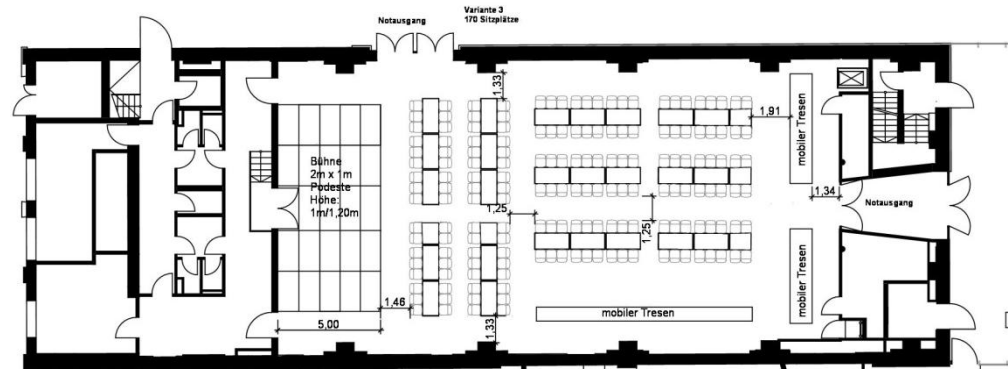 Variante 3
170 Sitzplätze
Notausgang
1,33
1,91
mobiler Tresen
Bühne
2m x 1m
Podeste
Höhe:
1m/1,20m
1,34
Notausgang
1,25
1,25
mobiler Tresen
1,46
mobiler Tresen
5,00
1,33